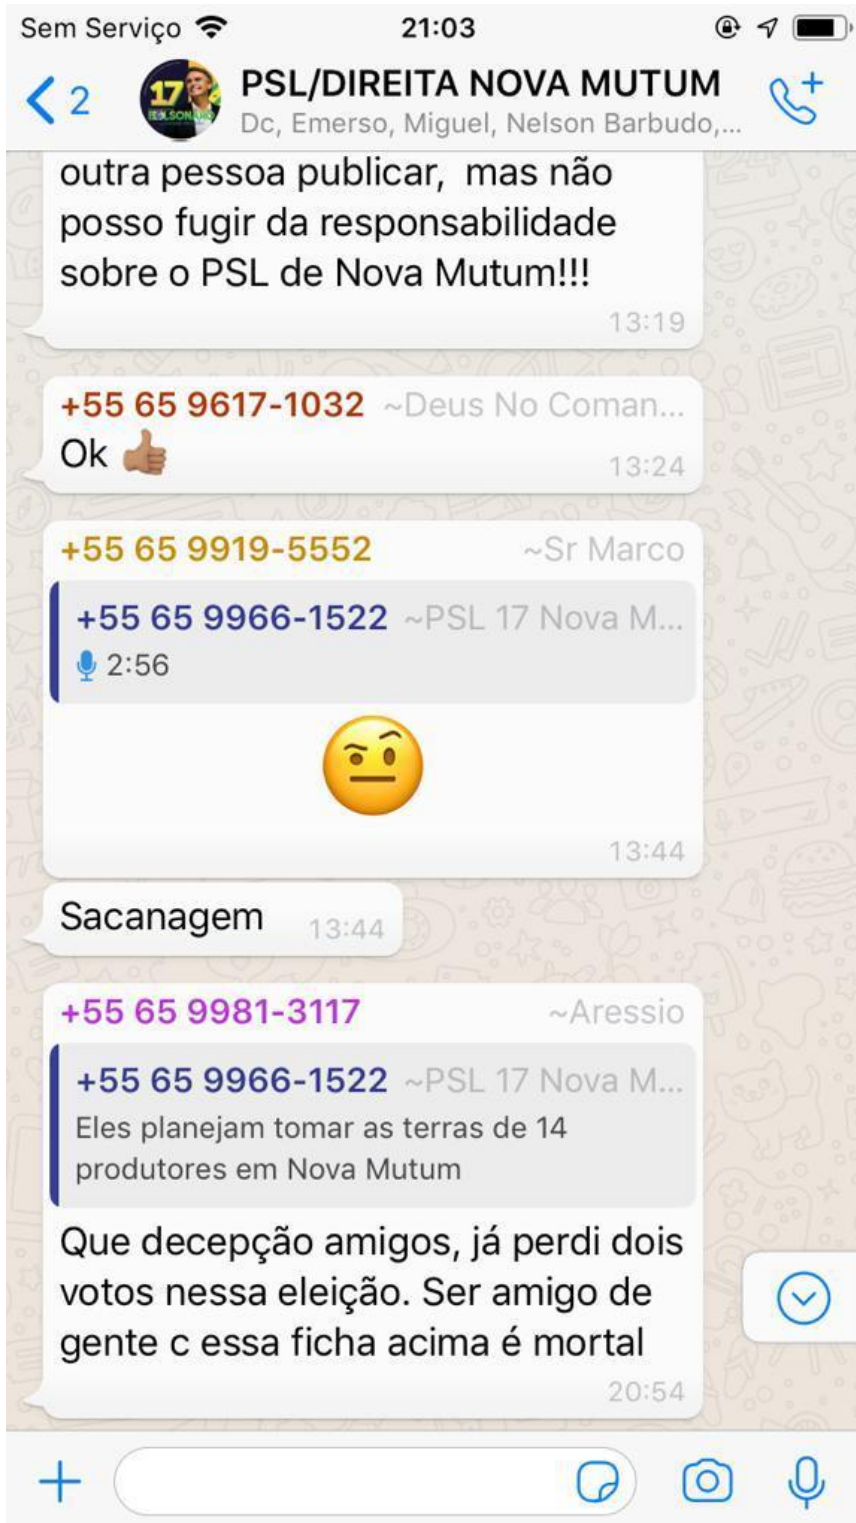 Sem Serviço 21:03
2 PSL/DIREITA NOVA MUTUM
17
Dc, Emerso, Miguel, Nelson Barbudo,...
outra pessoa publicar, mas não
posso fugir da responsabilidade
sobre o PSL de Nova Mutum!!!
13:19
+55 65 9617-1032 ~Deus No Coman...
Ok 👍🏽
13:24
+55 65 9919-5552 ~Sr Marco
+55 65 9966-1522 ~PSL 17 Nova M...
2:56
🤨
13:44
Sacanagem 13:44
+55 65 9981-3117 ~Aressio
+55 65 9966-1522 ~PSL 17 Nova M...
Eles planejam tomar as terras de 14
produtores em Nova Mutum
Que decepção amigos, já perdi dois
votos nessa eleição. Ser amigo de
gente c essa ficha acima é mortal
20:54